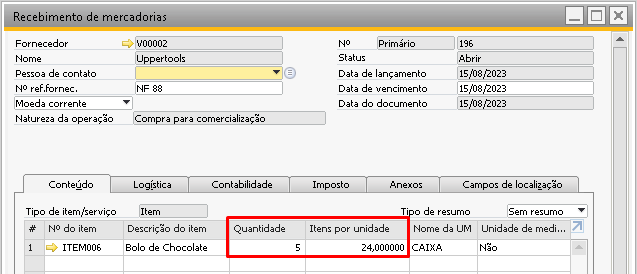 Recebimento de mercadorias
Fornecedor V00002 Nº Primário 196
Nome Uppertools Status Abrir
Pessoa de contato Data de lançamento 15/08/2023
Nº ref.fornec. NF 88 Data de vencimento 15/08/2023
Moeda corrente Data do documento 15/08/2023
Natureza da operação Compra para comercialização
Conteúdo Logística Contabilidade Imposto Anexos Campos de localização
Tipo de item/serviço Item Tipo de resumo Sem resumo
# Nº do item Descrição do item Quantidade Itens por unidade Nome da UM Unidade de medi...
1 ITEM006 Bolo de Chocolate 5 24,000000 CAIXA Não